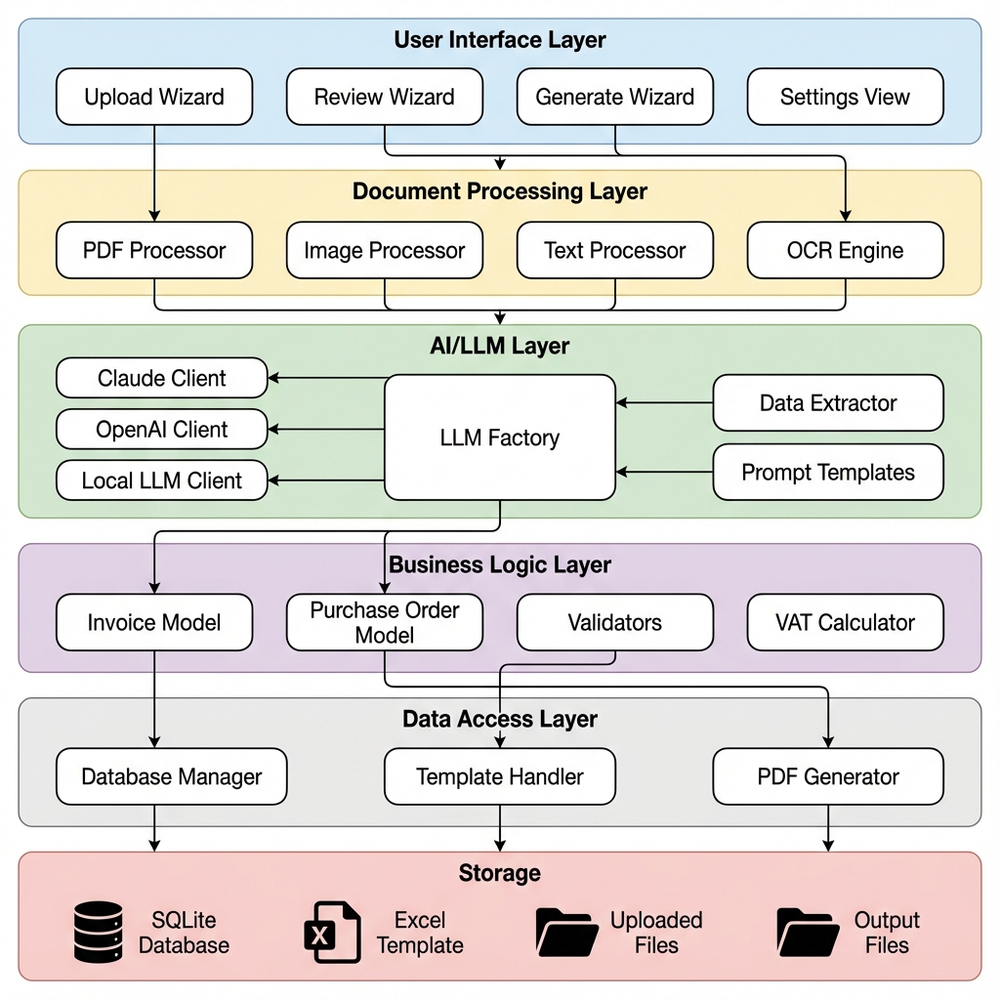 User Interface Layer
Upload Wizard
Review Wizard
Generate Wizard
Settings View
Document Processing Layer
PDF Processor
Image Processor
Text Processor
OCR Engine
AI/LLM Layer
Claude Client
OpenAI Client
Local LLM Client
LLM Factory
Data Extractor
Prompt Templates
Business Logic Layer
Invoice Model
Purchase Order
Model
Validators
VAT Calculator
Data Access Layer
Database Manager
Template Handler
PDF Generator
Storage
SQLite
Database
X
Excel
Template
Uploaded
Files
Output
Files